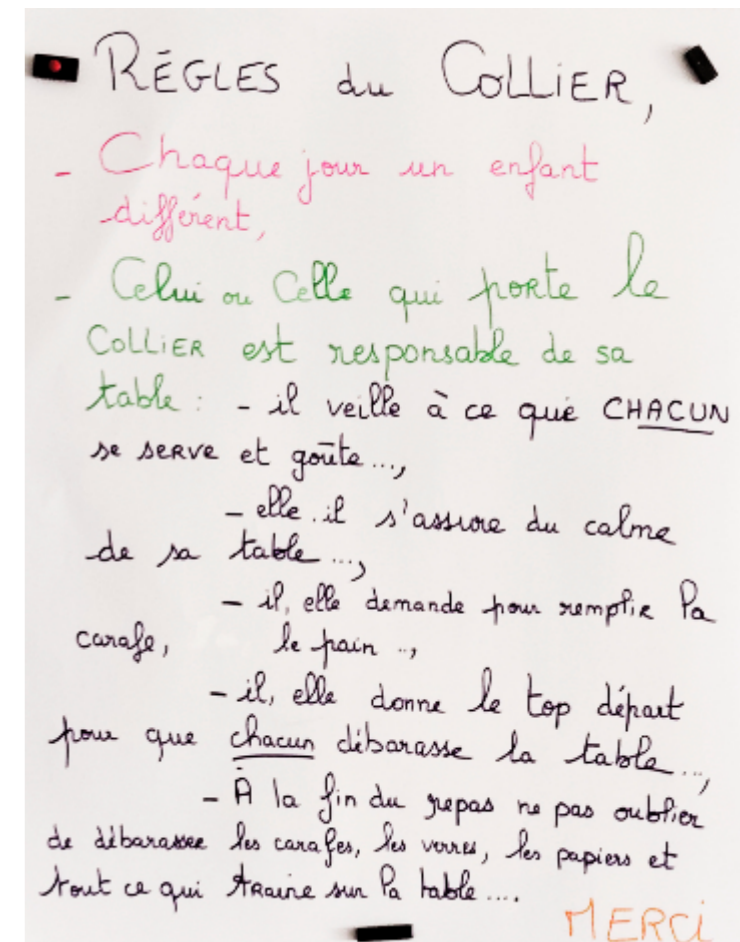 RÉGLES du COLLiER,
- Chaque jour un enfant
différent,
- Celui ou Celle qui porte le
COLLiER est responsable de sa
table : - il veille à ce que CHACUN
se serve et goûte...,
- elle.il s'assure du calme
de sa table...,
- il, elle demande pour remplir la
carafe, le pain ..,
- il, elle donne le top départ
pour que chacun débarasse la table...,
- À la fin du repas ne pas oublier
de débarasser les carafes, les verres, les papiers et
tout ce qui traine sur la table....
MERCi